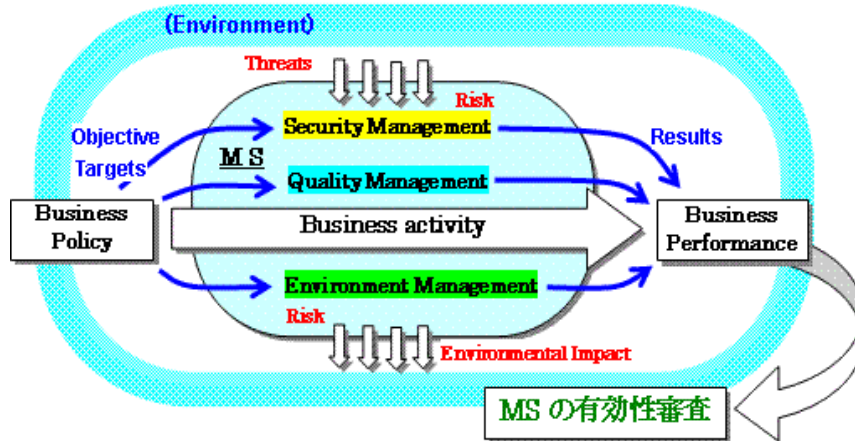 (Environment)
Threats
Risk
Objective
Targets
Security Management
Results
M S
Quality Management
Business
Policy
Business activity
Business
Performance
Environment Management
Risk
Environmental Impact
MSの有効性審査